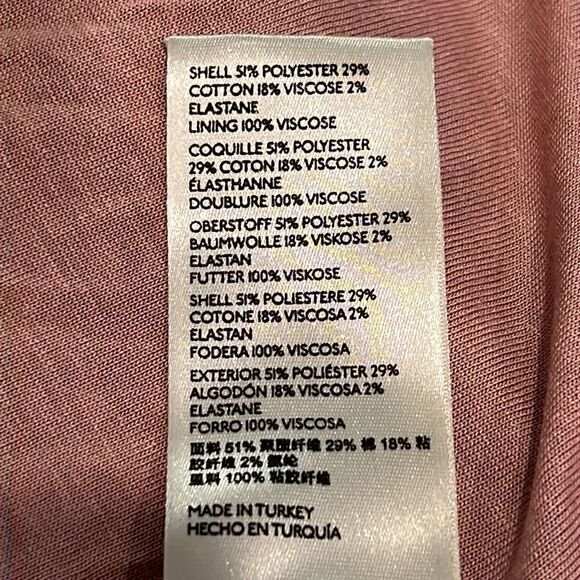 SHELL 51% POLYESTER 29%
COTTON 18% VISCOSE 2%
ELASTANE
LINING 100% VISCOSE
COQUILLE 51% POLYESTER
29% COTON 18% VISCOSE 2%
ÉLASTHANNE
DOUBLURE 100% VISCOSE
OBERSTOFF 51% POLYESTER 29%
BAUMWOLLE 18% VISKOSE 2%
ELASTAN
FUTTER 100% VISKOSE
SHELL 51% POLIESTERE 29%
COTONE 18% VISCOSA 2%
ELASTAN
FODERA 100% VISCOSA
EXTERIOR 51% POLIÉSTER 29%
ALGODÓN 18% VISCOSA 2%
ELASTANE
FORRO 100% VISCOSA
面料 51% 聚酯纤维 29% 棉 18% 粘
胶纤维 2% 氨纶
里料 100% 粘胶纤维
MADE IN TURKEY
HECHO EN TURQUÍA